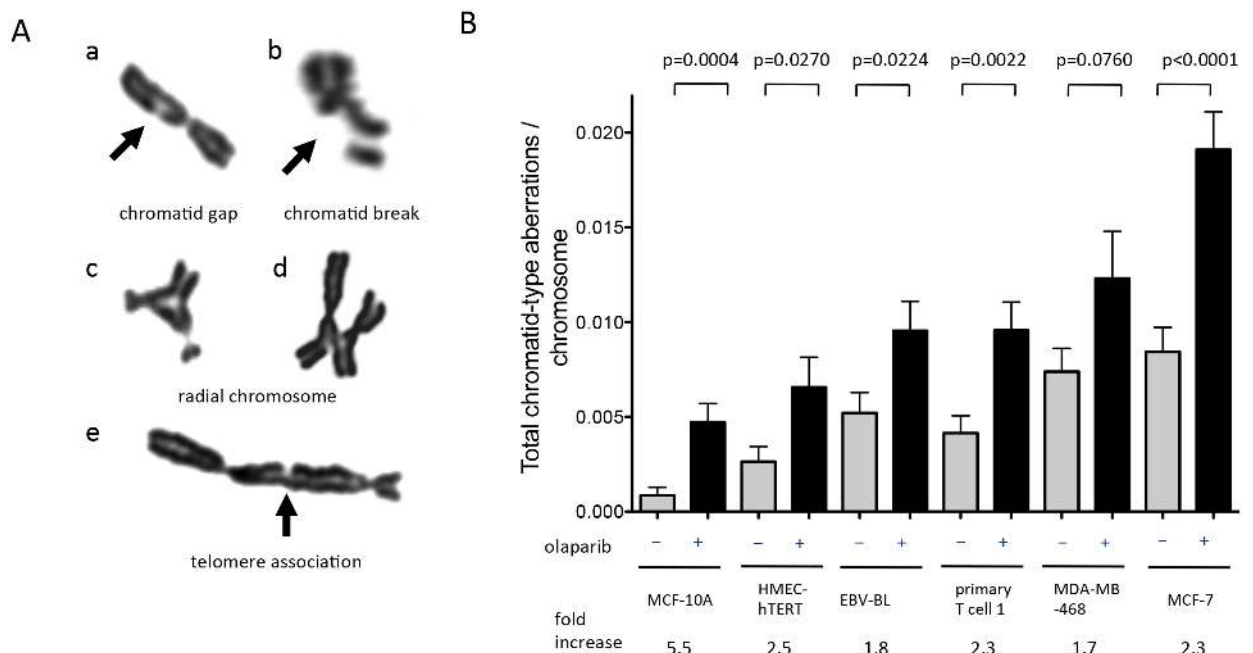 A
a
b
chromatid gap
chromatid break
c
d
radial chromosome
e
telomere association
B
p=0.0004 p=0.0270 p=0.0224 p=0.0022 p=0.0760 p<0.0001
Total chromatid-type aberrations /
chromosome
0.020
0.015
0.010
0.005
0.000
olaparib – + – + – + – + – + – +
MCF-10A
HMEC-
hTERT
EBV-BL
primary
T cell 1
MDA-MB
-468
MCF-7
fold
increase
5.5 2.5 1.8 2.3 1.7 2.3